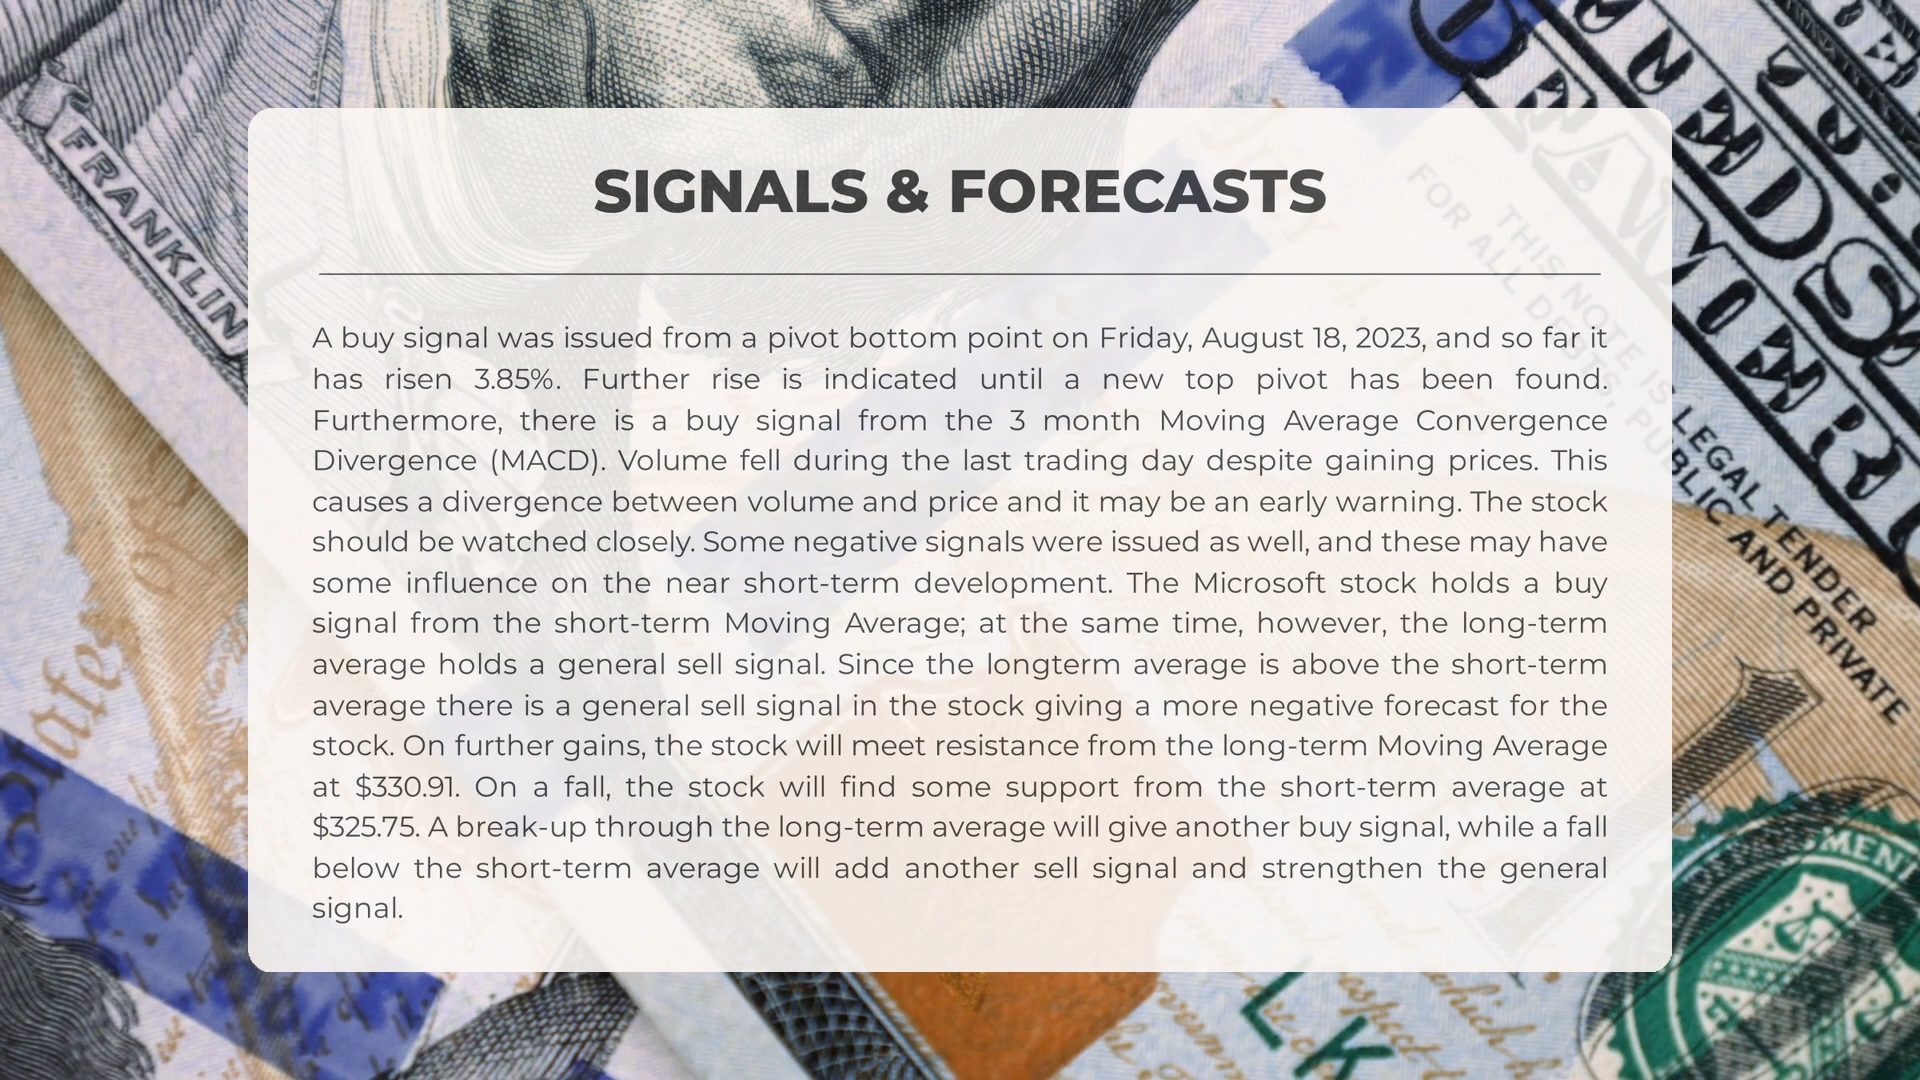 FRANKLIN
SIGNALS & FORECASTS
A buy signal was issued from a pivot bottom point on Friday, August 18, 2023, and so far it
has risen 3.85%. Further rise is indicated until a new top pivot has been found.
Furthermore, there is a buy signal from the 3 month Moving Average Convergence
Divergence (MACD). Volume fell during the last trading day despite gaining prices. This
causes a divergence between volume and price and it may be an early warning. The stock
should be watched closely. Some negative signals were issued as well, and these may have
some influence on the near short-term development. The Microsoft stock holds a buy
signal from the short-term Moving Average; at the same time, however, the long-term
average holds a general sell signal. Since the longterm average is above the short-term
average there is a general sell signal in the stock giving a more negative forecast for the
stock. On further gains, the stock will meet resistance from the long-term Moving Average
at $330.91. On a fall, the stock will find some support from the short-term average at
$325.75. A break-up through the long-term average will give another buy signal, while a fall
below the short-term average will add another sell signal and strengthen the general
signal.
THIS NOTE IS LEGAL TENDER
FOR ALL DEBTS, PUBLIC AND PRIVATE